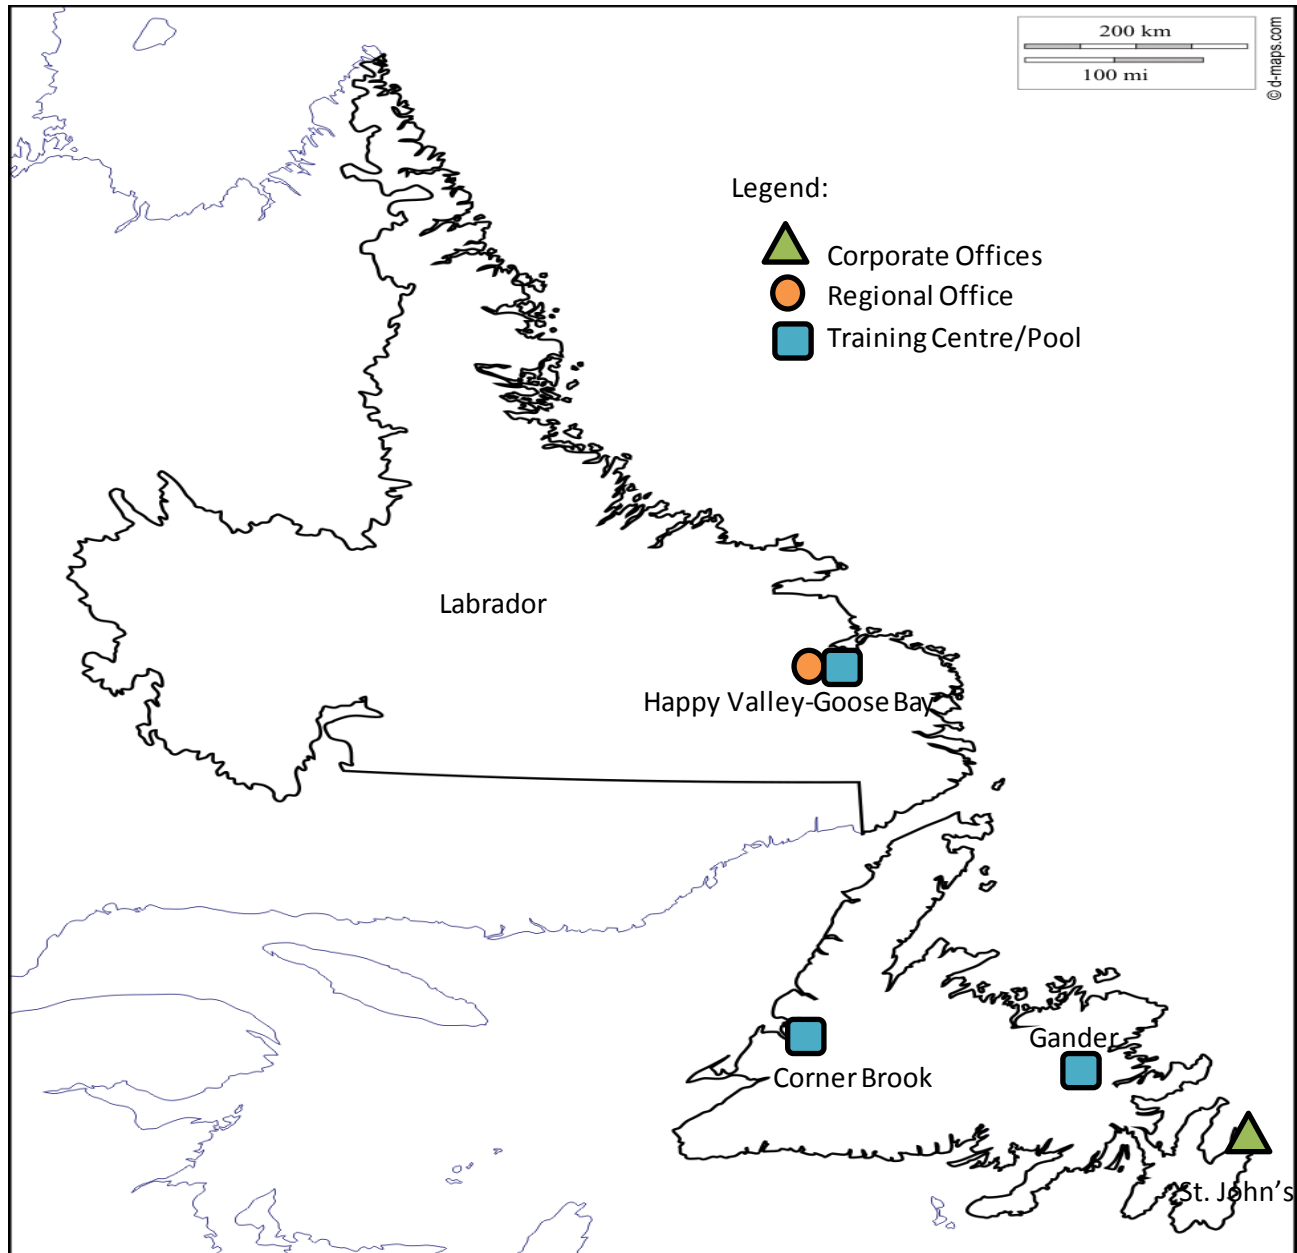 200 km
100 mi
© d-maps.com
Legend:
Corporate Offices
Regional Office
Training Centre/Pool
Labrador
Happy Valley-Goose Bay
Gander
Corner Brook
St. John's